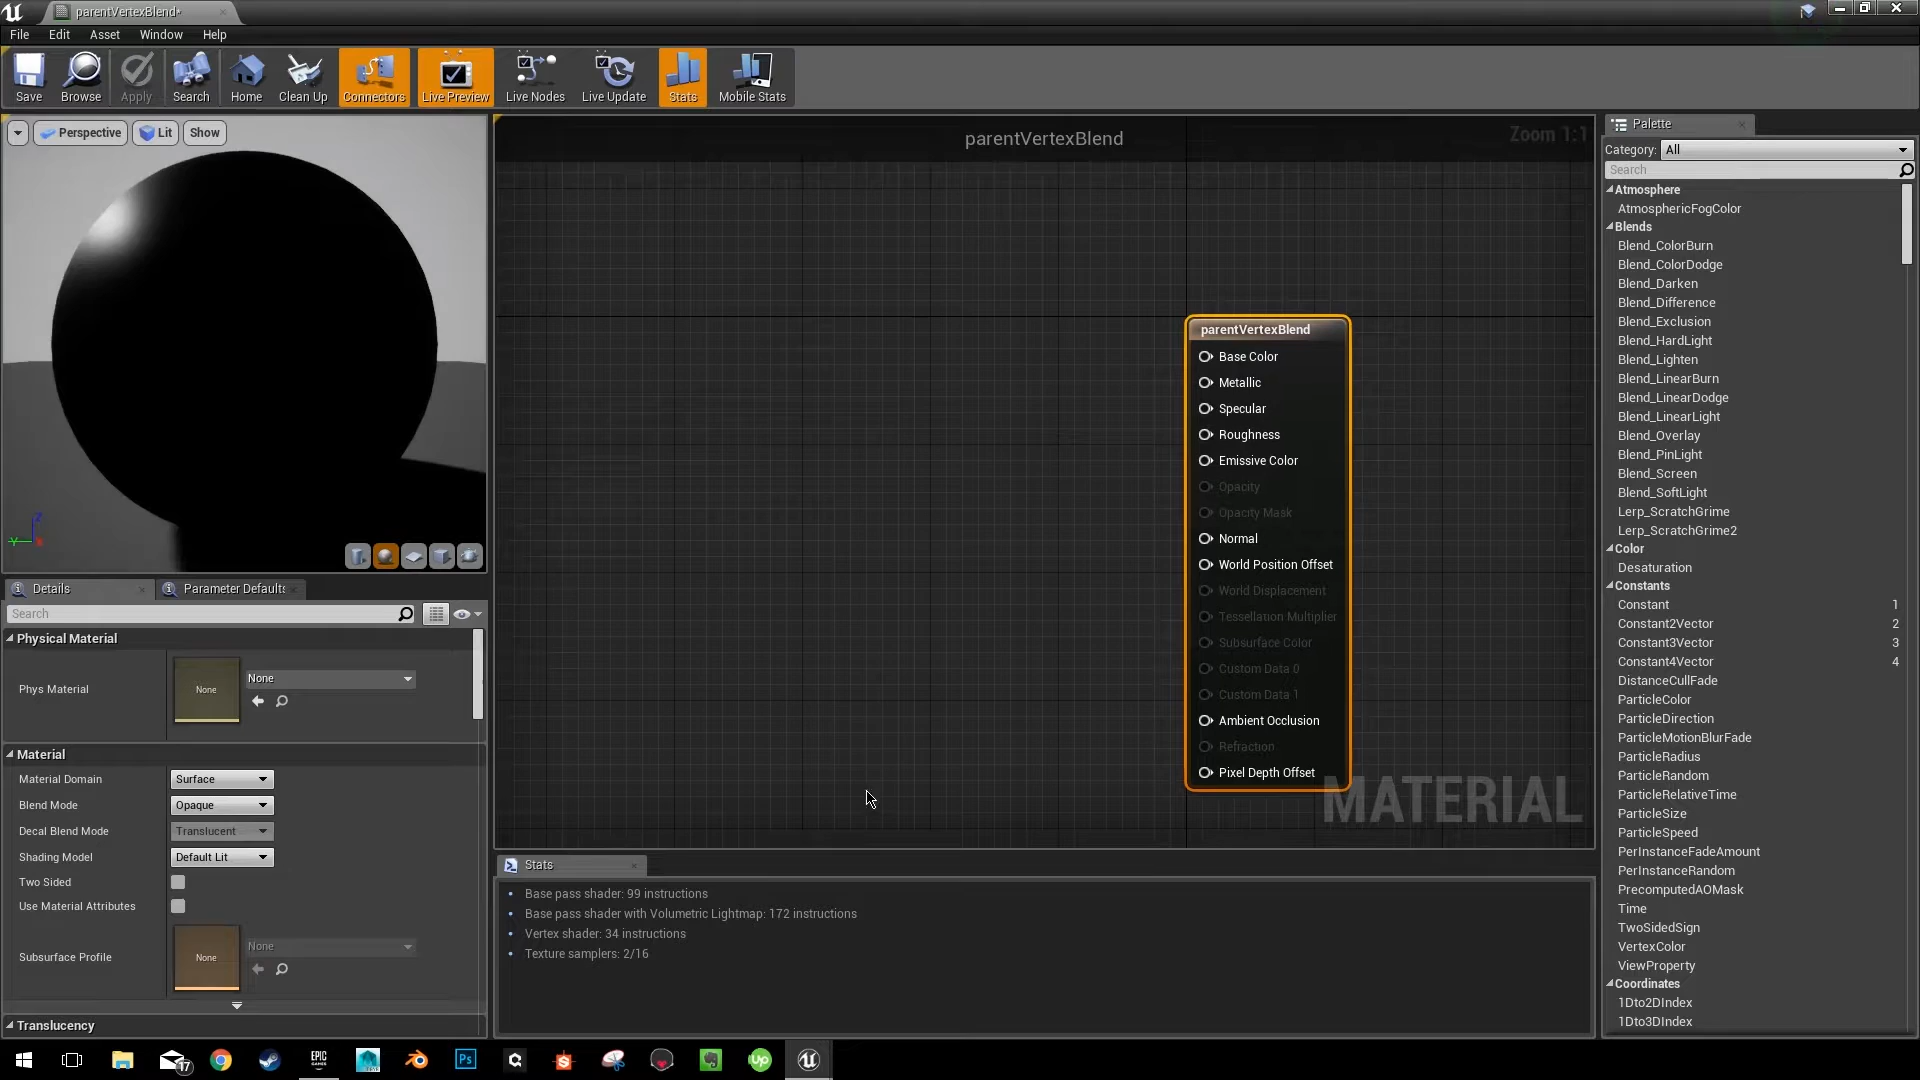 parentVertexBlend*
File Edit Asset Window Help
Save Browse Apply Search Home Clean Up Connectors Live Preview Live Nodes Live Update Stats Mobile Stats
Perspective Lit Show
parentVertexBlend
Zoom 1:1
parentVertexBlend
Base Color
Metallic
Specular
Roughness
Emissive Color
Opacity
Opacity Mask
Normal
World Position Offset
World Displacement
Tessellation Multiplier
Subsurface Color
Custom Data 0
Custom Data 1
Ambient Occlusion
Refraction
Pixel Depth Offset
MATERIAL
Details
Parameter Default
Search
Physical Material
Phys Material
None
None
Material
Material Domain Surface
Blend Mode Opaque
Decal Blend Mode Translucent
Shading Model Default Lit
Two Sided
Use Material Attributes
Subsurface Profile
None
None
Translucency
Stats
• Base pass shader: 99 instructions
• Base pass shader with Volumetric Lightmap: 172 instructions
• Vertex shader: 34 instructions
• Texture samplers: 2/16
Palette
Category: All
Search
Atmosphere
AtmosphericFogColor
Blends
Blend_ColorBurn
Blend_ColorDodge
Blend_Darken
Blend_Difference
Blend_Exclusion
Blend_HardLight
Blend_Lighten
Blend_LinearBurn
Blend_LinearDodge
Blend_LinearLight
Blend_Overlay
Blend_PinLight
Blend_Screen
Blend_SoftLight
Lerp_ScratchGrime
Lerp_ScratchGrime2
Color
Desaturation
Constants
Constant 1
Constant2Vector 2
Constant3Vector 3
Constant4Vector 4
DistanceCullFade
ParticleColor
ParticleDirection
ParticleMotionBlurFade
ParticleRadius
ParticleRandom
ParticleRelativeTime
ParticleSize
ParticleSpeed
PerInstanceFadeAmount
PerInstanceRandom
PrecomputedAOMask
Time
TwoSidedSign
VertexColor
ViewProperty
Coordinates
1Dto2DIndex
1Dto3DIndex
17
EPIC
GAMES
Ps
Up